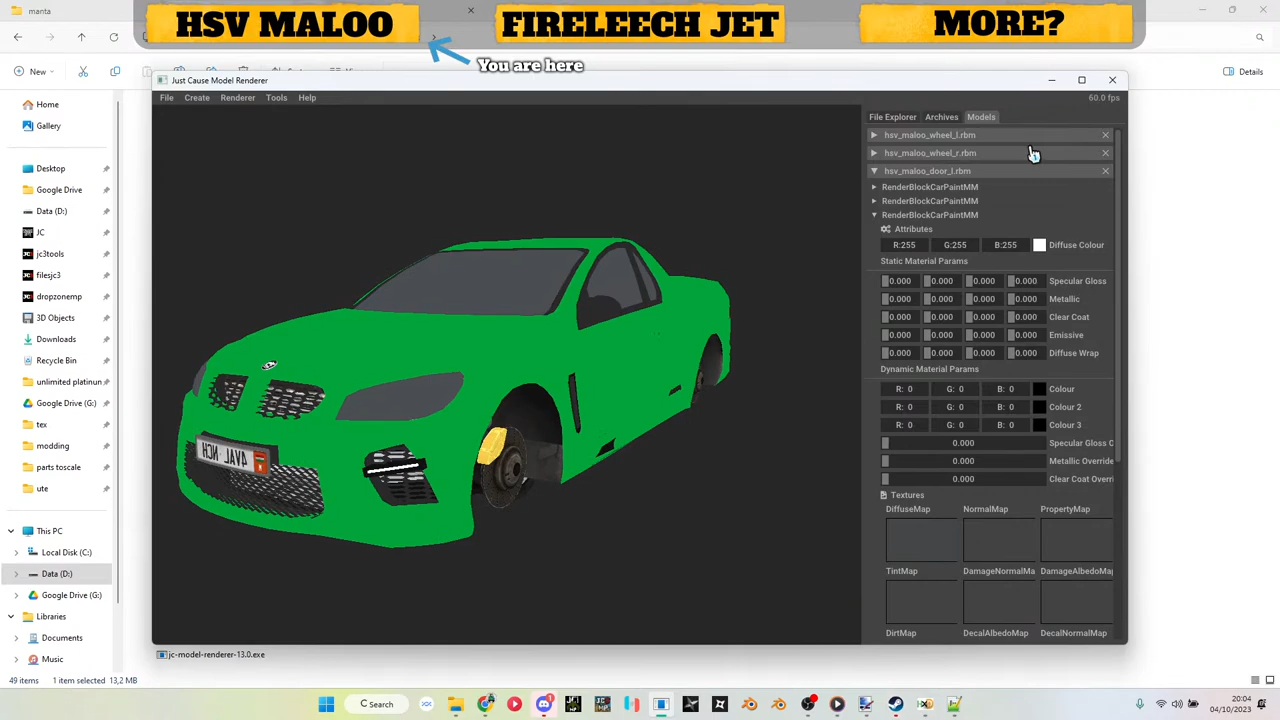 manta
HSV MALOO
FIRELEECH JET
MORE?
You are here
New
Details
Just Cause Model Renderer
File Create Renderer Tools Help
60.0 fps
Home
Gallery
Desktop
Google Drive
Data (D:)
JC
jc3tools
filesjc3
dropzonemp
3D Objects
Downloads
Recycle Bin
unlimited platinun
Google Drive (G:)
tex
modding
parts toscale
ute
This PC
Local Disk (C:)
Data (D:)
Google Drive (G:)
Libraries
Documents
Music
File Explorer Archives Models
hsv_maloo_wheel_l.rbm
hsv_maloo_wheel_r.rbm
hsv_maloo_door_l.rbm
RenderBlockCarPaintMM
RenderBlockCarPaintMM
RenderBlockCarPaintMM
Attributes
R:255 G:255 B:255 Diffuse Colour
Static Material Params
0.000 0.000 0.000 0.000 Specular Gloss
0.000 0.000 0.000 0.000 Metallic
0.000 0.000 0.000 0.000 Clear Coat
0.000 0.000 0.000 0.000 Emissive
0.000 0.000 0.000 0.000 Diffuse Wrap
Dynamic Material Params
R: 0 G: 0 B: 0 Colour
R: 0 G: 0 B: 0 Colour 2
R: 0 G: 0 B: 0 Colour 3
0.000 Specular Gloss C
0.000 Metallic Override
0.000 Clear Coat Overr
Textures
DiffuseMap NormalMap PropertyMap
TintMap DamageNormalMa DamageAlbedoMap
DirtMap DecalAlbedoMap DecalNormalMap
jc-model-renderer-13.0.exe
49 items 1 item selected 13,2 MB
Search
20:04
04/10/2023